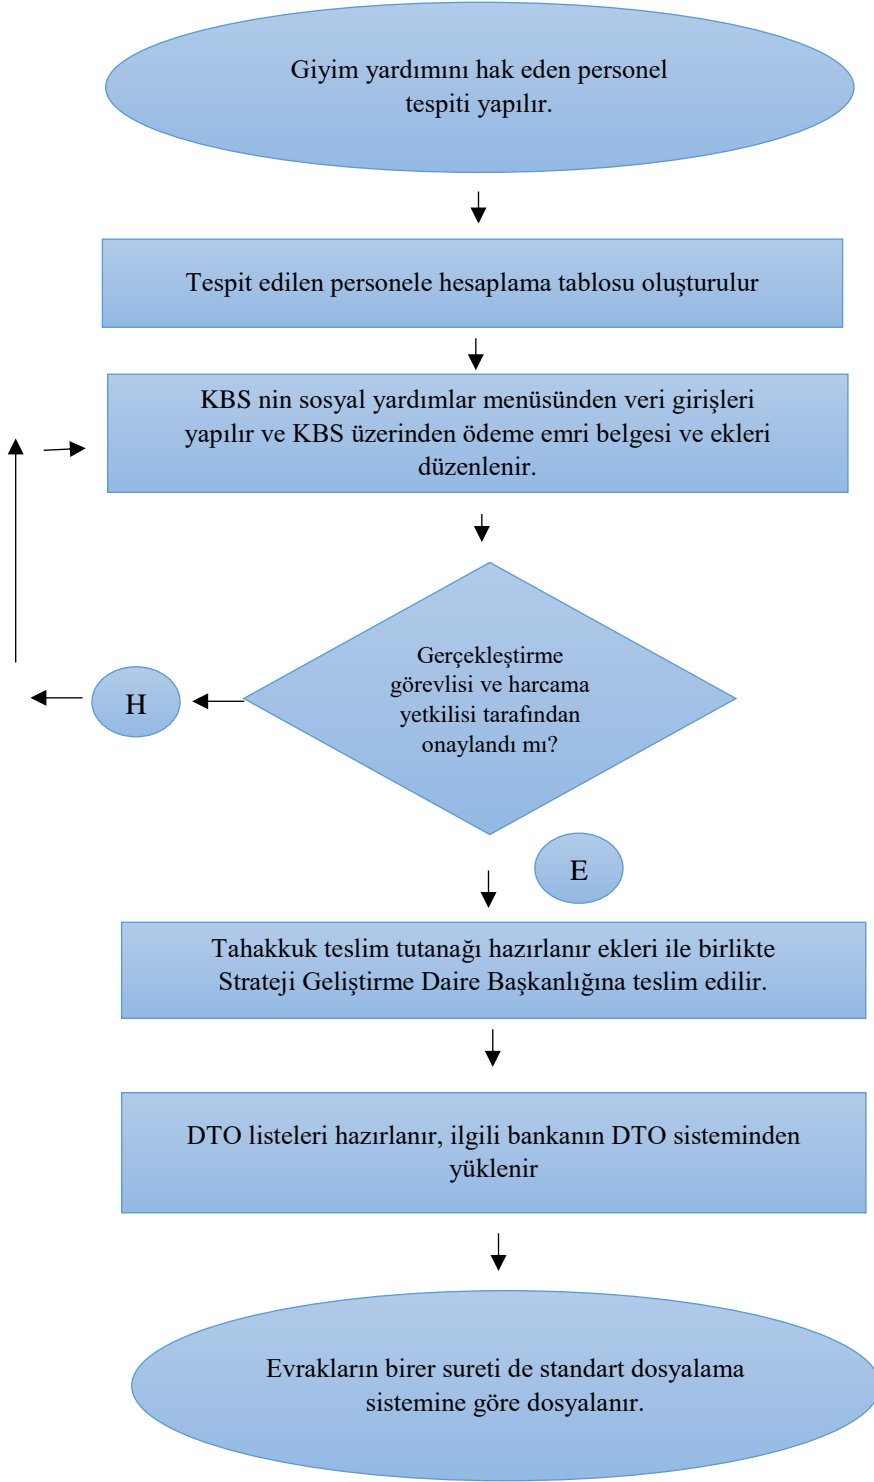 Giyim yardımını hak eden personel
tespiti yapılır.
Tespit edilen personele hesaplama tablosu oluşturulur
KBS nin sosyal yardımlar menüsünden veri girişleri
yapılır ve KBS üzerinden ödeme emri belgesi ve ekleri
düzenlenir.
Gerçekleştirme
görevlisi ve harcama
yetkilisi tarafından
onaylandı mı?
H
E
Tahakkuk teslim tutanağı hazırlanır ekleri ile birlikte
Strateji Geliştirme Daire Başkanlığına teslim edilir.
DTO listeleri hazırlanır, ilgili bankanın DTO sisteminden
yüklenir
Evrakların birer sureti de standart dosyalama
sistemine göre dosyalanır.